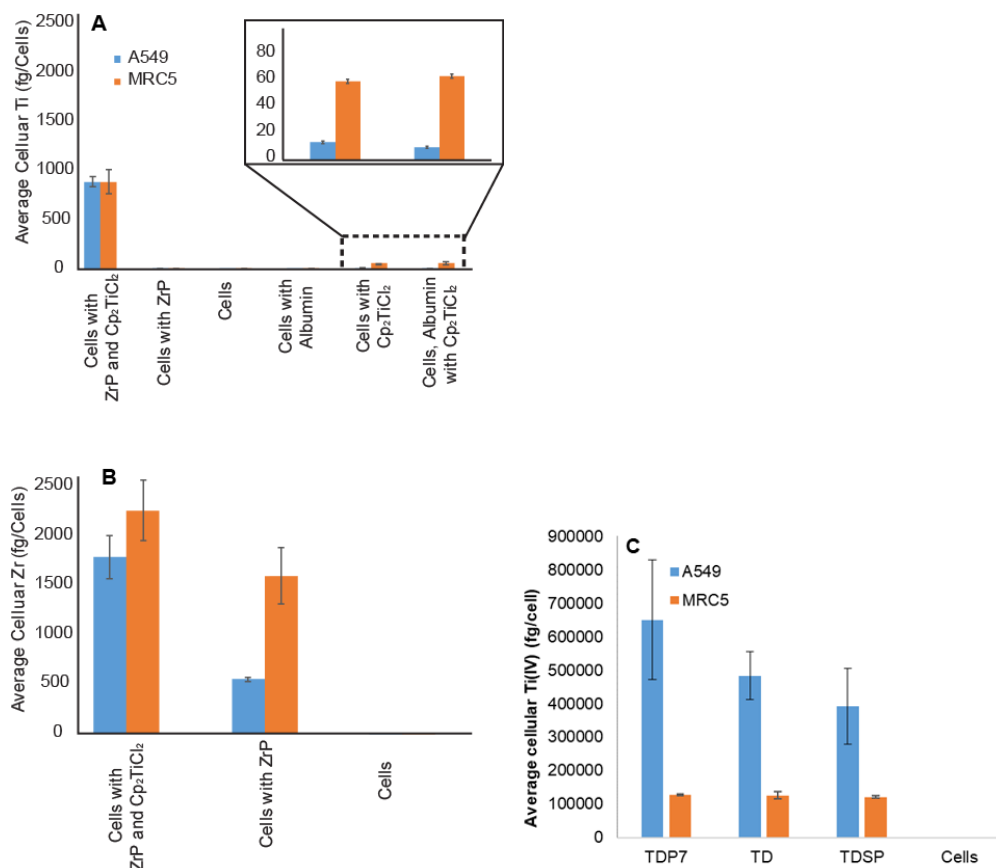 A
Average Celluar Ti (fg/Cells)
2500
2000
1500
1000
500
0
A549
MRC5
80
60
40
20
0
Cells with
ZrP and Cp₂TiCl₂
Cells with ZrP
Cells
Cells with
Albumin
Cells with
Cp₂TiCl₂
Cells, Albumin
with Cp₂TiCl₂
B
Average Celluar Zr (fg/Cells)
2500
2000
1500
1000
500
0
Cells with
ZrP and Cp₂TiCl₂
Cells with ZrP
Cells
C
Average cellular Ti(IV) (fg/cell)
900000
800000
700000
600000
500000
400000
300000
200000
100000
0
A549
MRC5
TDP7 TD TDSP Cells